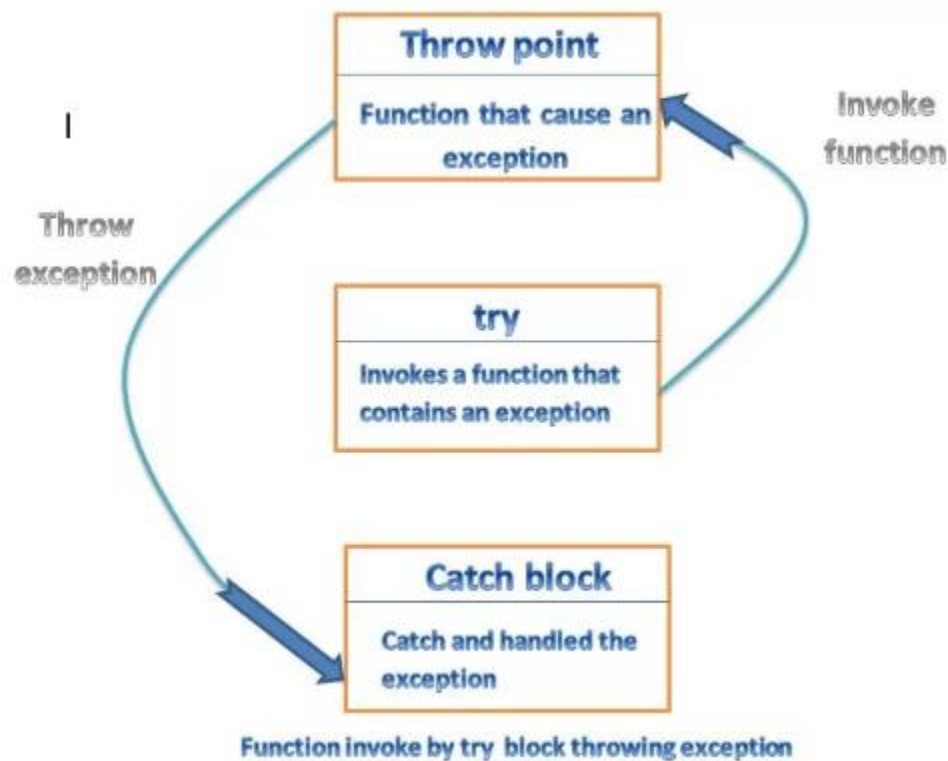 Throw point
Function that cause an
exception
Invoke
function
I
Throw
exception
try
Invokes a function that
contains an exception
Catch block
Catch and handled the
exception
Function invoke by try block throwing exception